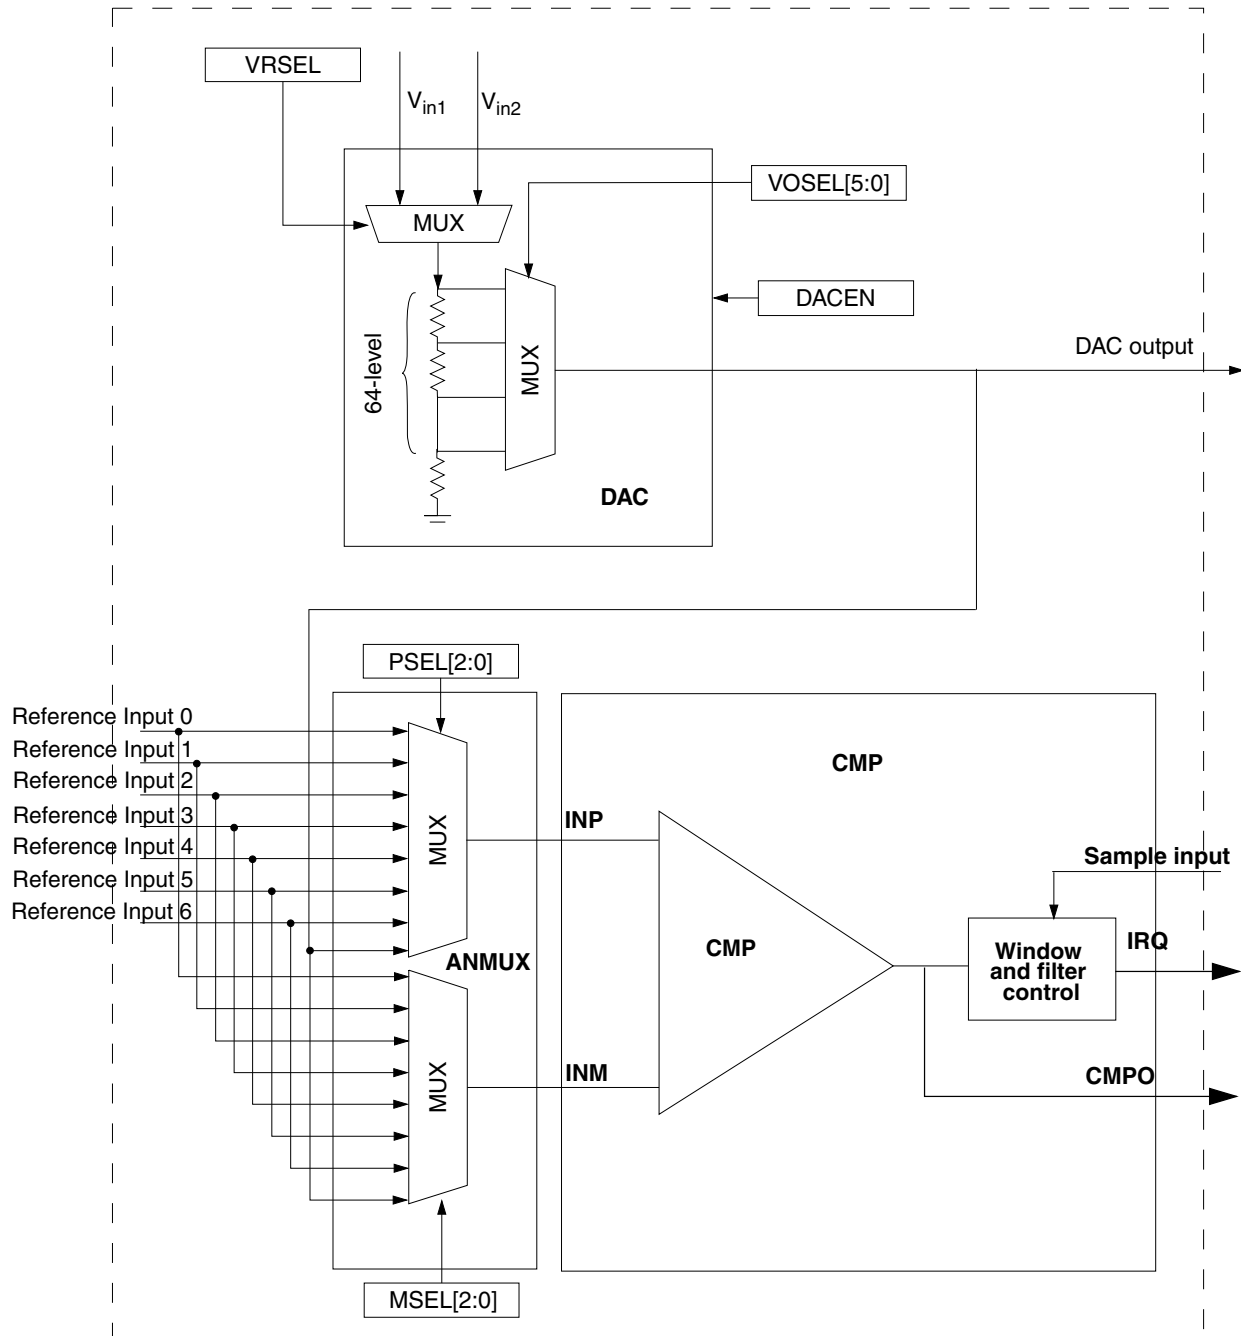 VRSEL
Vin1
Vin2
VOSEL[5:0]
MUX
DACEN
64-level
MUX
DAC output
DAC
PSEL[2:0]
Reference Input 0
Reference Input 1
Reference Input 2
Reference Input 3
Reference Input 4
Reference Input 5
Reference Input 6
MUX
INP
CMP
Sample input
ANMUX
CMP
Window
and filter
control
IRQ
MUX
INM
CMPO
MSEL[2:0]